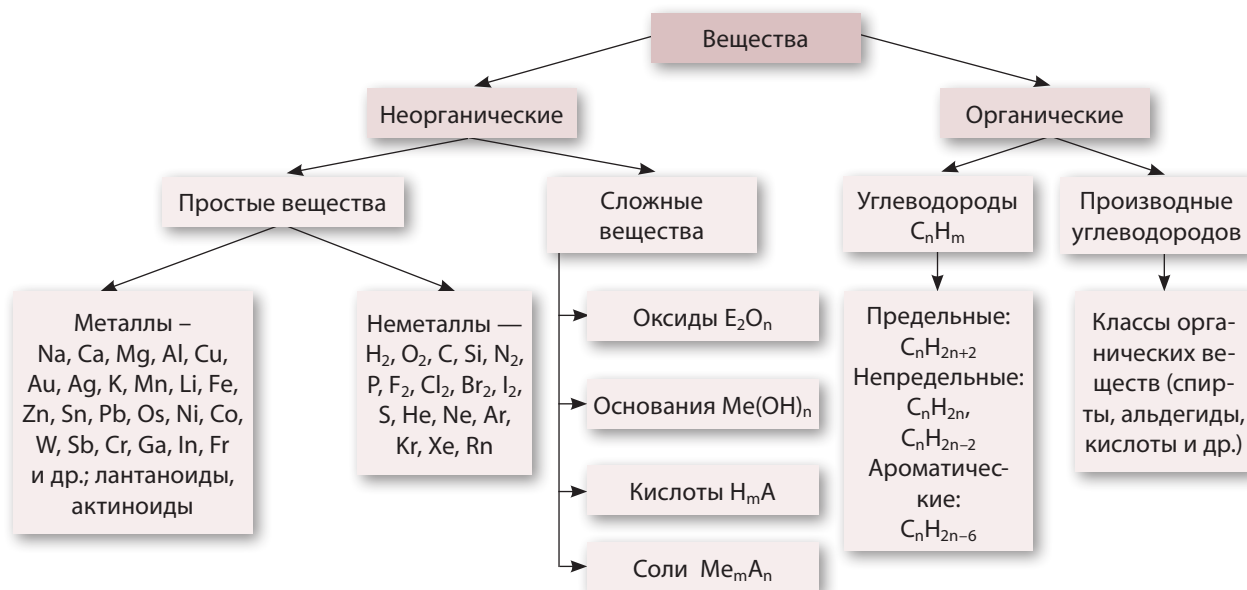 Вещества
Неорганические
Органические
Простые вещества
Сложные
вещества
Углеводороды
CₙHₘ
Производные
углеводородов
Металлы –
Na, Ca, Mg, Al, Cu,
Au, Ag, K, Mn, Li, Fe,
Zn, Sn, Pb, Os, Ni, Co,
W, Sb, Cr, Ga, In, Fr
и др.; лантаноиды,
актиноиды
Неметаллы —
H₂, O₂, C, Si, N₂,
P, F₂, Cl₂, Br₂, I₂,
S, He, Ne, Ar,
Kr, Xe, Rn
Оксиды E₂Oₙ
Основания Me(OH)ₙ
Кислоты HₘA
Соли MeₘAₙ
Предельные:
CₙH₂ₙ₊₂
Непредельные:
CₙH₂ₙ,
CₙH₂ₙ₋₂
Ароматичес-
кие:
CₙH₂ₙ₋₆
Классы орга-
нических ве-
ществ (спир-
ты, альдегиды,
кислоты и др.)